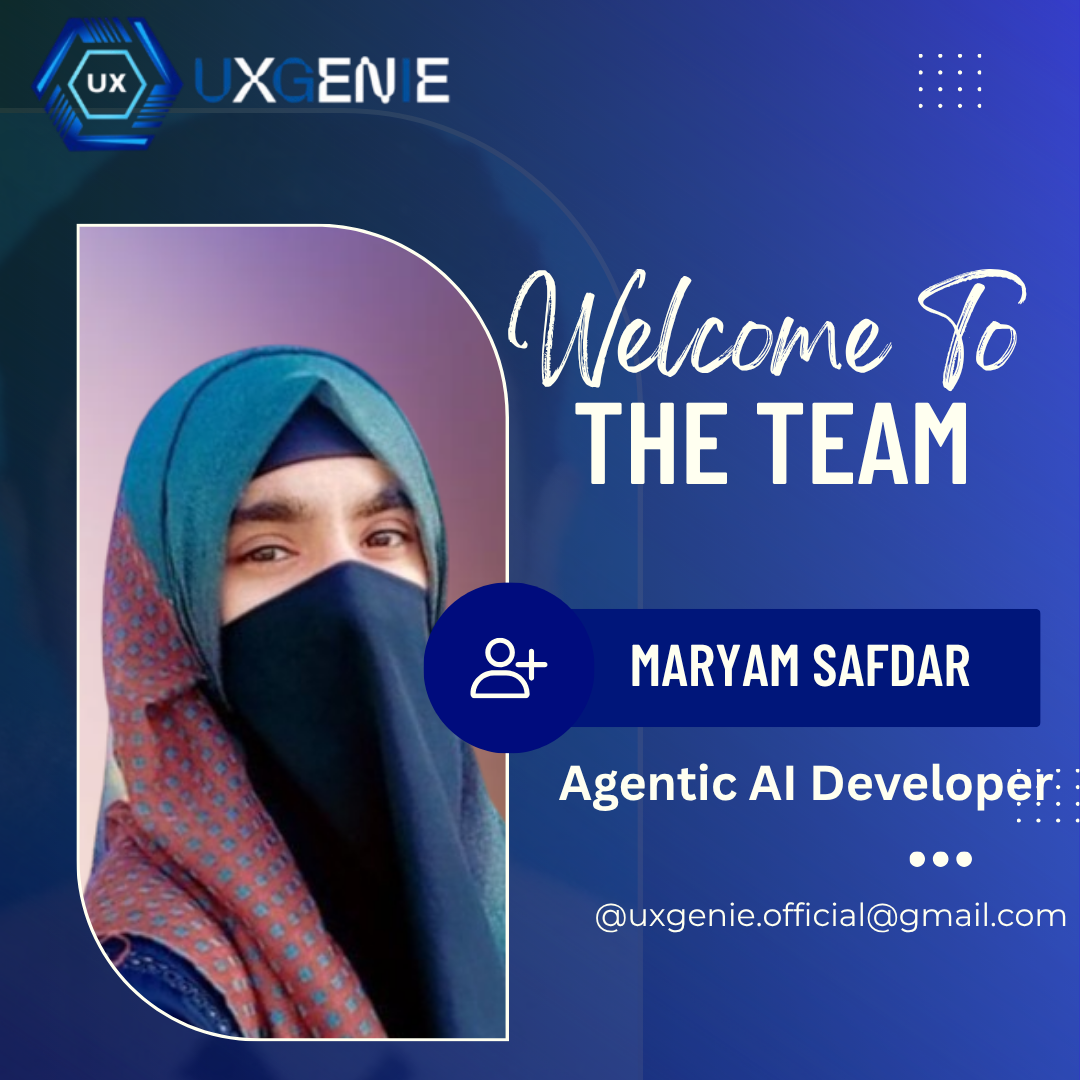 UX
UXGENIE
Welcome To
THE TEAM
MARYAM SAFDAR
Agentic AI Developer
@uxgenie.official@gmail.com